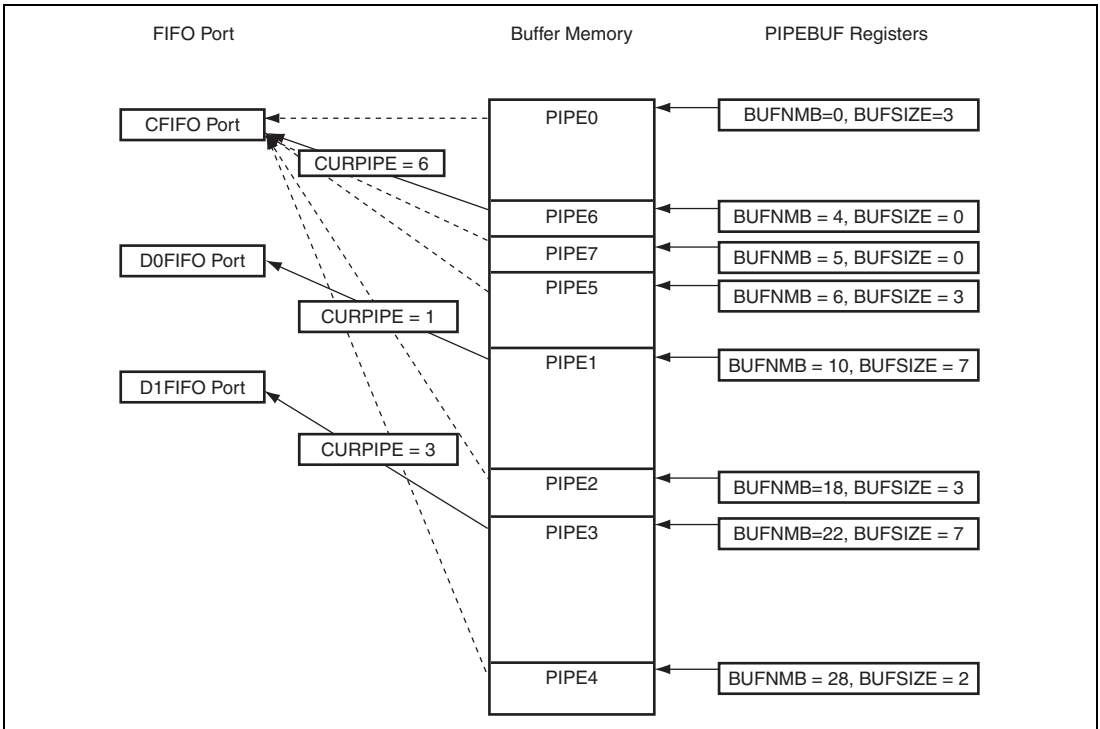 FIFO Port
Buffer Memory
PIPEBUF Registers
CFIFO Port
PIPE0
BUFNMB=0, BUFSIZE=3
CURPIPE = 6
PIPE6
BUFNMB = 4, BUFSIZE = 0
D0FIFO Port
PIPE7
BUFNMB = 5, BUFSIZE = 0
PIPE5
BUFNMB = 6, BUFSIZE = 3
CURPIPE = 1
PIPE1
BUFNMB = 10, BUFSIZE = 7
D1FIFO Port
CURPIPE = 3
PIPE2
BUFNMB=18, BUFSIZE = 3
PIPE3
BUFNMB=22, BUFSIZE = 7
PIPE4
BUFNMB = 28, BUFSIZE = 2